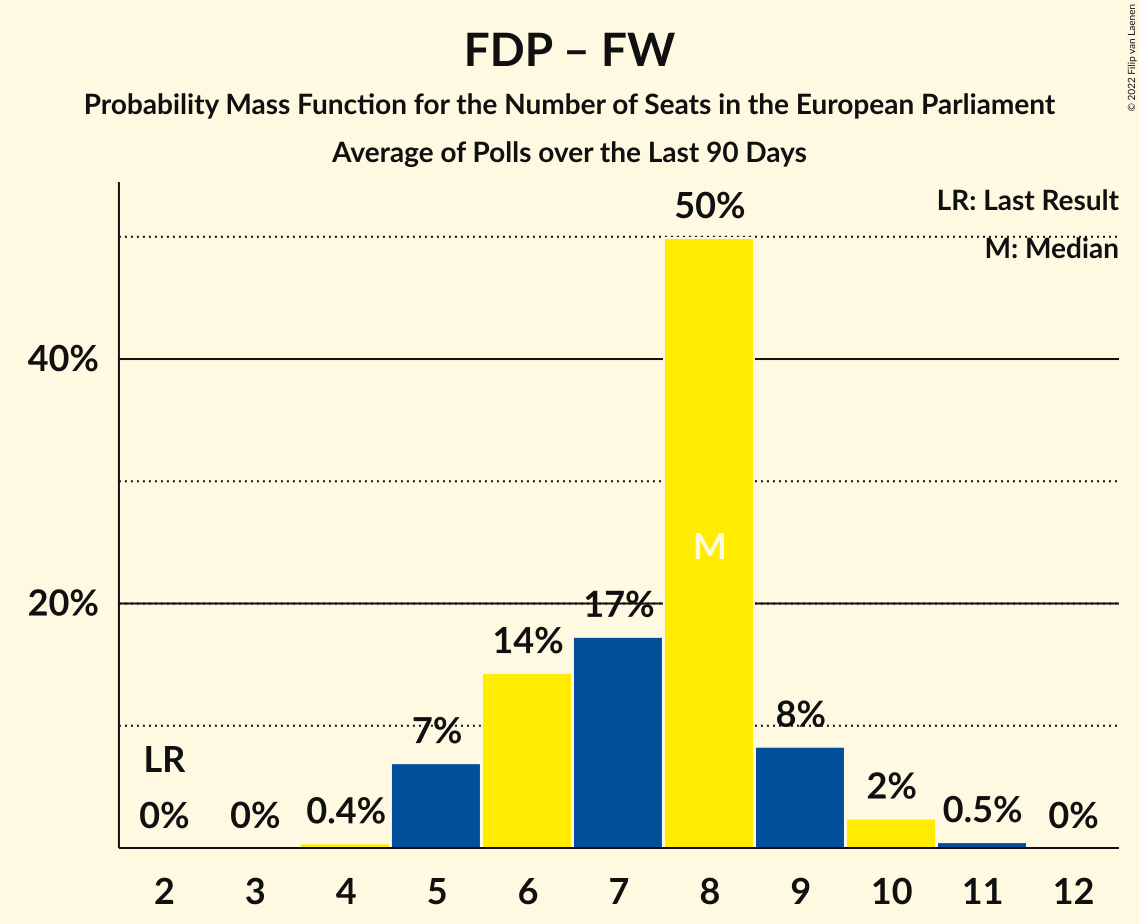 FDP – FW
Probability Mass Function for the Number of Seats in the European Parliament
Average of Polls over the Last 90 Days
© 2022 Filip van Laenen
LR: Last Result
M: Median
50%
40%
20%
M
17%
14%
7%
8%
LR
0%
0%
0.4%
2%
0.5%
0%
2 3 4 5 6 7 8 9 10 11 12